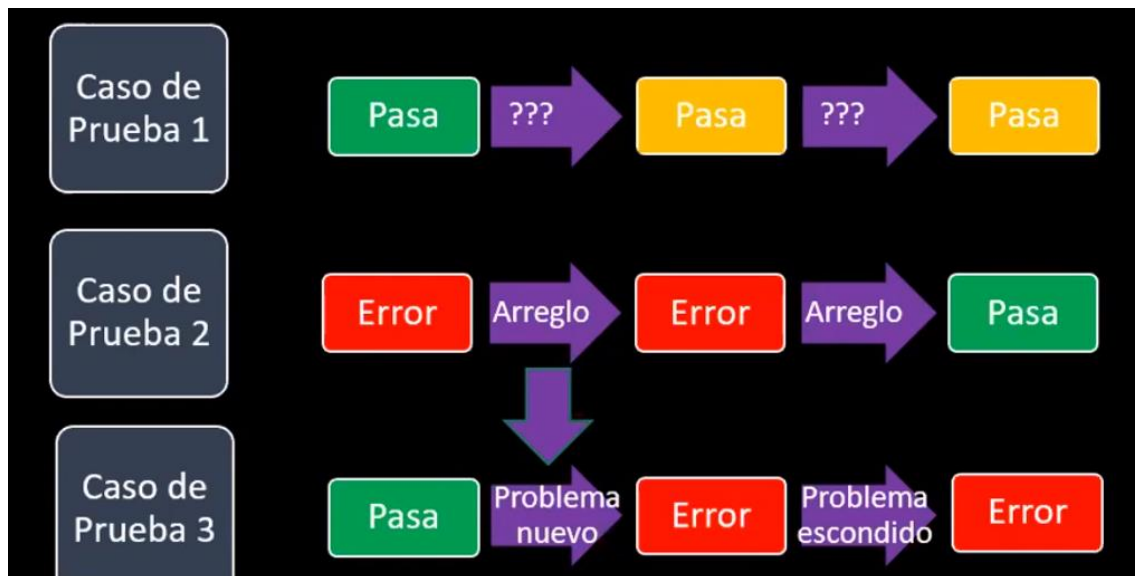 Caso de
Prueba 1
Pasa
???
Pasa
???
Pasa
Caso de
Prueba 2
Error
Arreglo
Error
Arreglo
Pasa
Caso de
Prueba 3
Pasa
Problema
nuevo
Error
Problema
escondido
Error